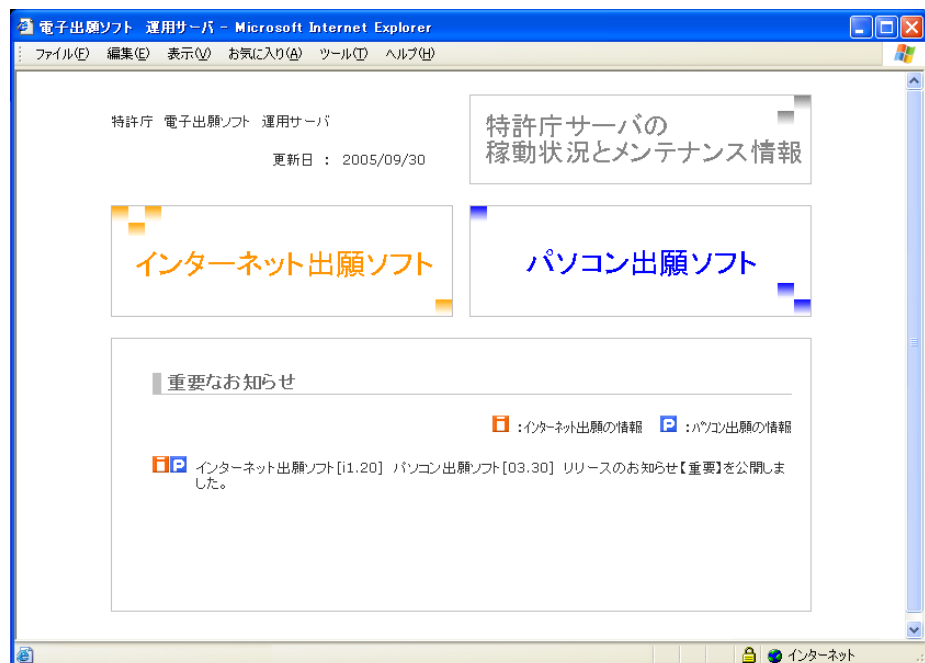 電子出願ソフト 運用サーバ - Microsoft Internet Explorer
ファイル(F) 編集(E) 表示(V) お気に入り(A) ツール(T) ヘルプ(H)
特許庁 電子出願ソフト 運用サーバ
更新日 : 2005/09/30
特許庁サーバの
稼動状況とメンテナンス情報
インターネット出願ソフト
パソコン出願ソフト
重要なお知らせ
i :インターネット出願の情報 P :パソコン出願の情報
i P インターネット出願ソフト[i1.20] パソコン出願ソフト[03.30] リリースのお知らせ【重要】を公開しま
した。
インターネット